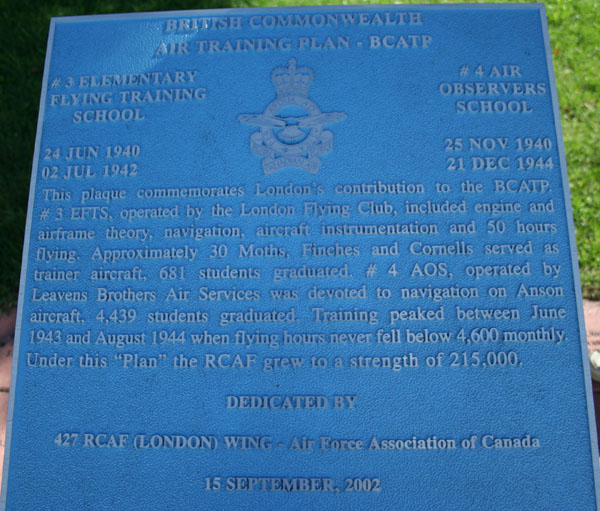 BRITISH COMMONWEALTH
AIR TRAINING PLAN - BCATP
# 3 ELEMENTARY
FLYING TRAINING
SCHOOL
24 JUN 1940
02 JUL 1942
# 4 AIR
OBSERVERS
SCHOOL
25 NOV 1940
21 DEC 1944
This plaque commemorates London's contribution to the BCATP.
# 3 EFTS, operated by the London Flying Club, included engine and
airframe theory, navigation, aircraft instrumentation and 50 hours
flying. Approximately 30 Moths, Finches and Cornells served as
trainer aircraft, 681 students graduated. # 4 AOS, operated by
Leavens Brothers Air Services was devoted to navigation on Anson
aircraft. 4,439 students graduated. Training peaked between June
1943 and August 1944 when flying hours never fell below 4,600 monthly.
Under this "Plan" the RCAF grew to a strength of 215,000.
DEDICATED BY
427 RCAF (LONDON) WING - Air Force Association of Canada
15 SEPTEMBER, 2002